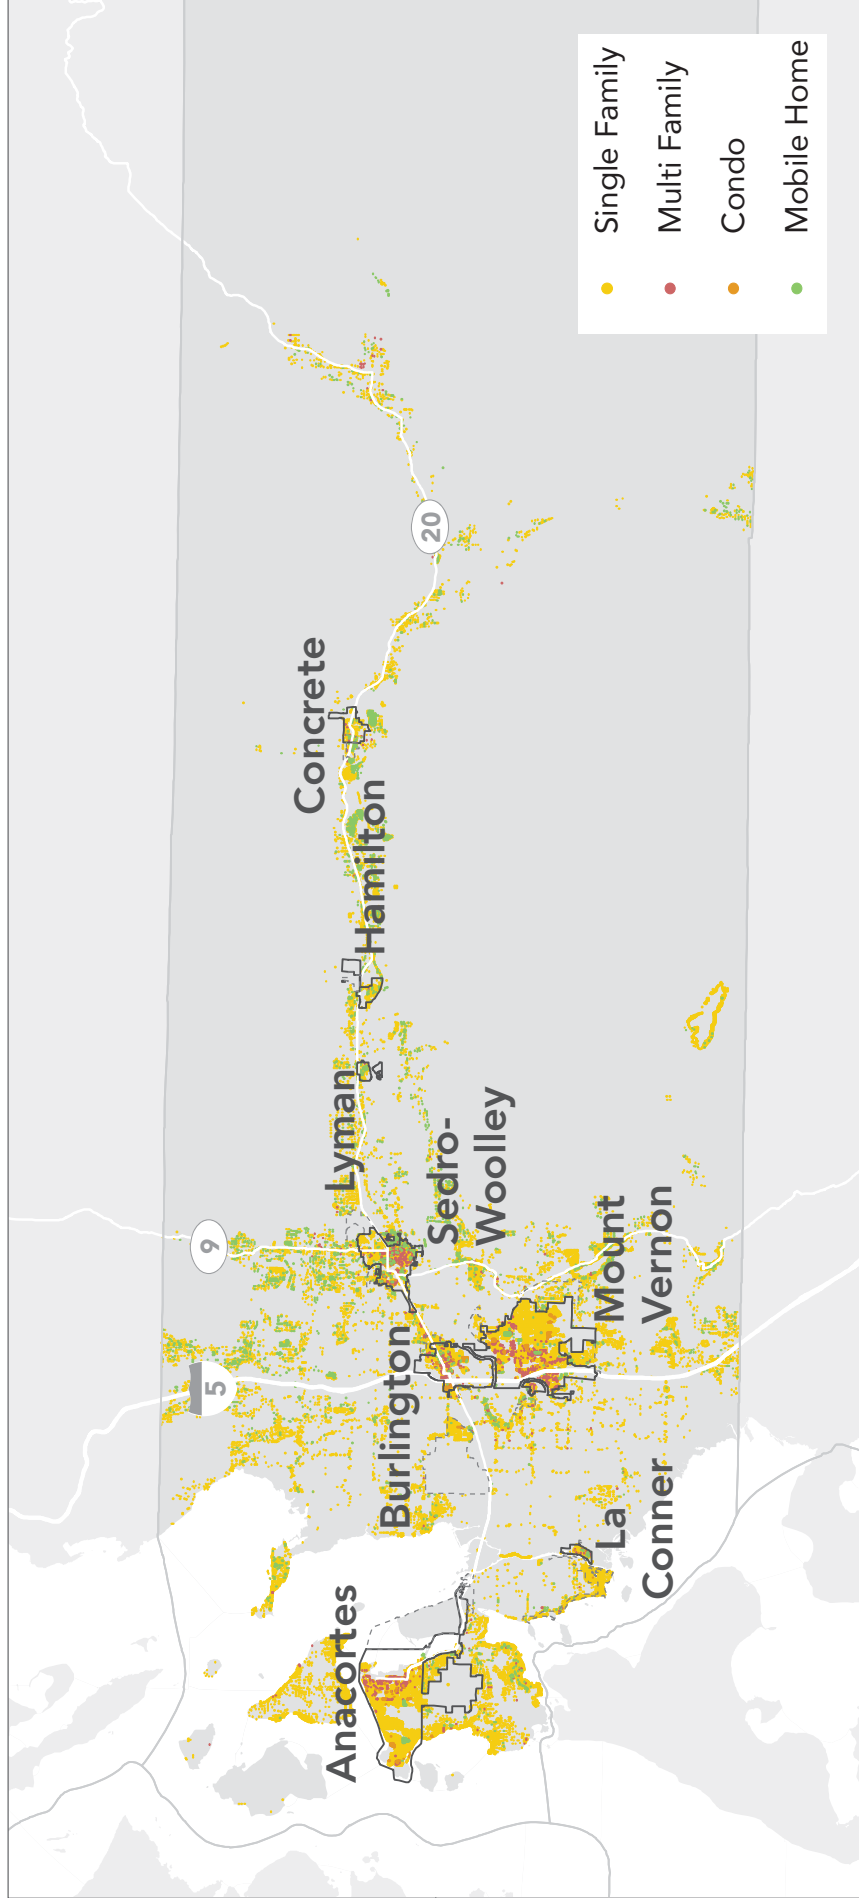 Anacortes
Burlington
La
Conner
Mount
Vernon
Sedro-
Woolley
Lyman
Hamilton
Concrete
5
9
20
Single Family
Multi Family
Condo
Mobile Home